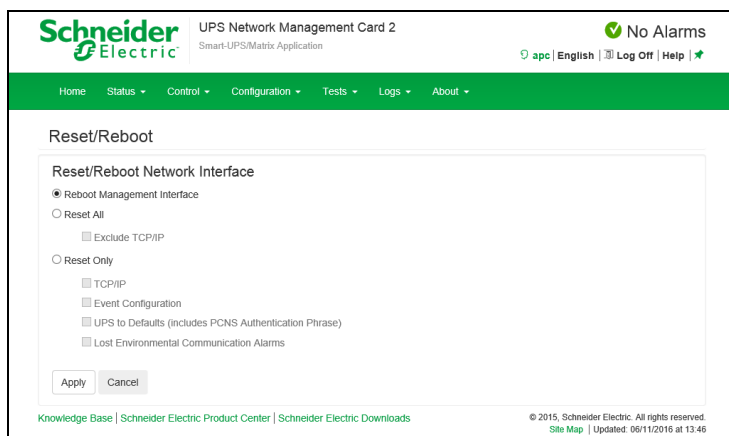 Schneider Electric
UPS Network Management Card 2
Smart-UPS/Matrix Application
No Alarms
apc | English | Log Off | Help |
Home Status Control Configuration Tests Logs About
Reset/Reboot
Reset/Reboot Network Interface
Reboot Management Interface
Reset All
Exclude TCP/IP
Reset Only
TCP/IP
Event Configuration
UPS to Defaults (includes PCNS Authentication Phrase)
Lost Environmental Communication Alarms
Apply Cancel
Knowledge Base | Schneider Electric Product Center | Schneider Electric Downloads
© 2015, Schneider Electric. All rights reserved.
Site Map | Updated: 06/11/2016 at 13:46